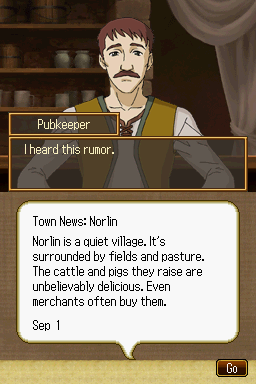 Pubkeeper
I heard this rumor.
Town News: Norlin
Norlin is a quiet village. It's
surrounded by fields and pasture.
The cattle and pigs they raise are
unbelievably delicious. Even
merchants often buy them.
Sep 1
Go